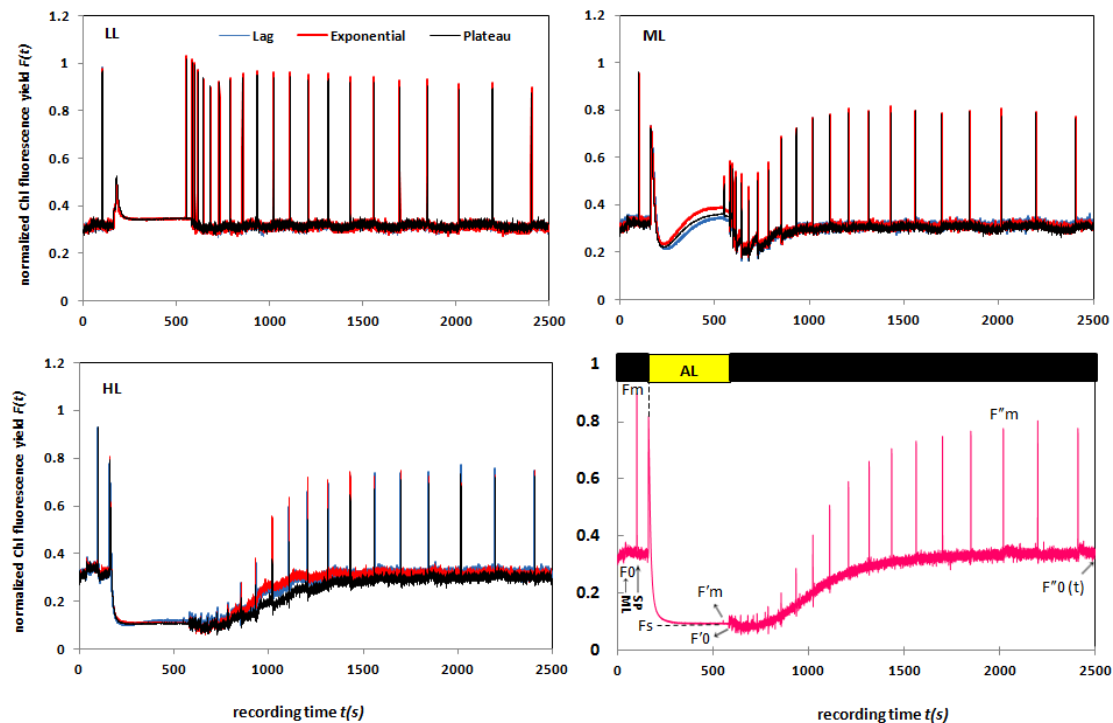 normalized Chl fluorescence yield F(t)
1.2
1
0.8
0.6
0.4
0.2
0
LL
Lag Exponential Plateau
0 500 1000 1500 2000 2500
1.2
1
0.8
0.6
0.4
0.2
0
ML
0 500 1000 1500 2000 2500
normalized Chl fluorescence yield F(t)
1.2
1
0.8
0.6
0.4
0.2
0
HL
0 500 1000 1500 2000 2500
recording time t(s)
1
0.8
0.6
0.4
0.2
0
AL
Fm
F"m
F0
ML
SP
F'm
Fs
F'0
F"0 (t)
0 500 1000 1500 2000 2500
recording time t(s)